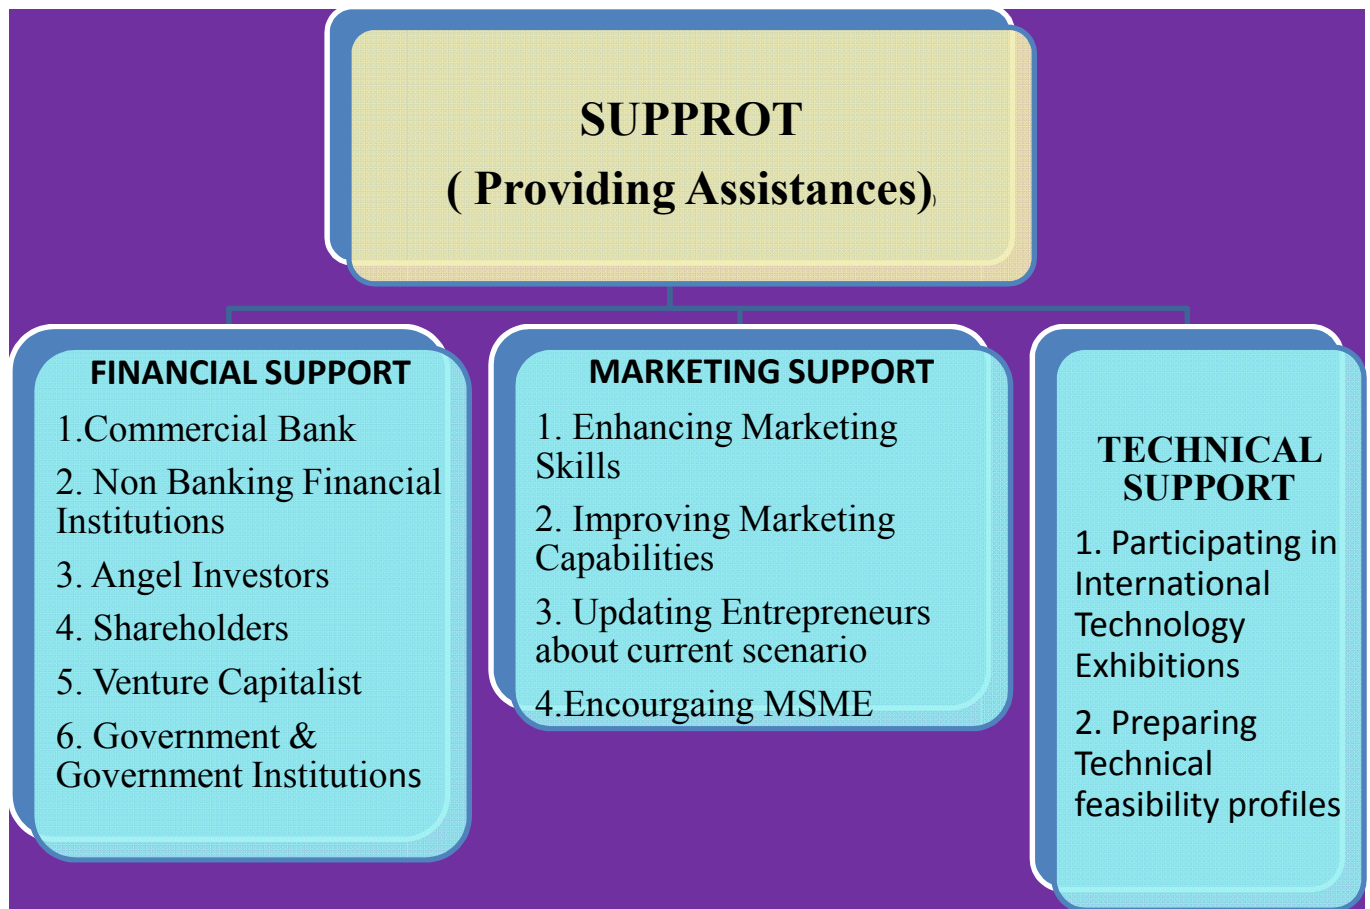 SUPPROT
( Providing Assistances))
FINANCIAL SUPPORT
1.Commercial Bank
2. Non Banking Financial
Institutions
3. Angel Investors
4. Shareholders
5. Venture Capitalist
6. Government &
Government Institutions
MARKETING SUPPORT
1. Enhancing Marketing
Skills
2. Improving Marketing
Capabilities
3. Updating Entrepreneurs
about current scenario
4.Encourgaing MSME
TECHNICAL
SUPPORT
1. Participating in
International
Technology
Exhibitions
2. Preparing
Technical
feasibility profiles